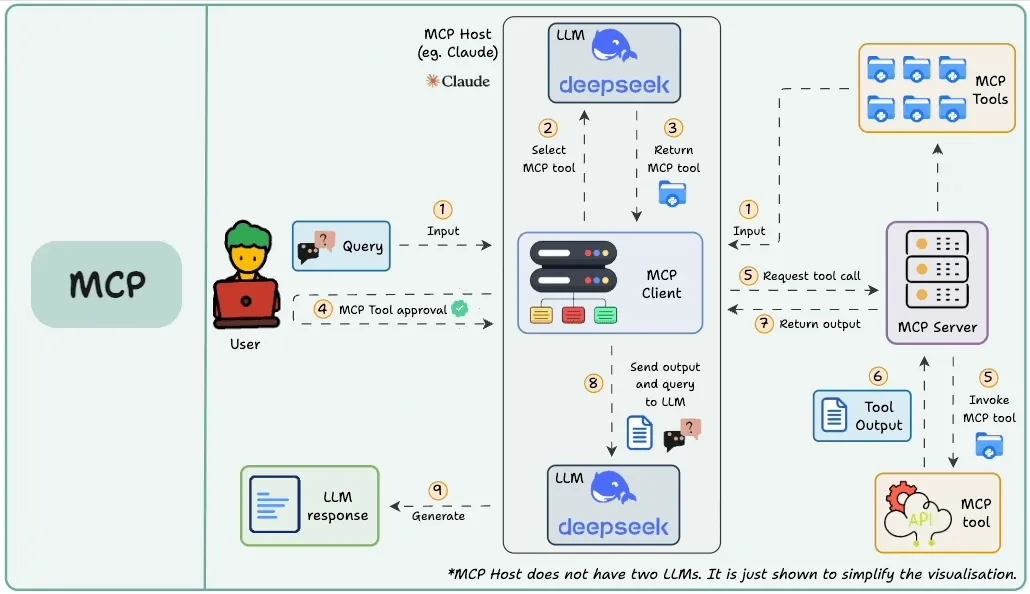 MCP
MCP Host
(eg. Claude)
Claude
LLM
deepseek
MCP
Tools
2
Select
MCP tool
3
Return
MCP tool
1
Input
Query
1
Input
MCP
Client
5 Request tool call
4 MCP Tool approval
7 Return output
MCP Server
User
8
Send output
and query
to LLM
?
?
6
Tool
Output
5
Invoke
MCP tool
LLM
response
9
Generate
LLM
deepseek
API
MCP
tool
*MCP Host does not have two LLMs. It is just shown to simplify the visualisation.